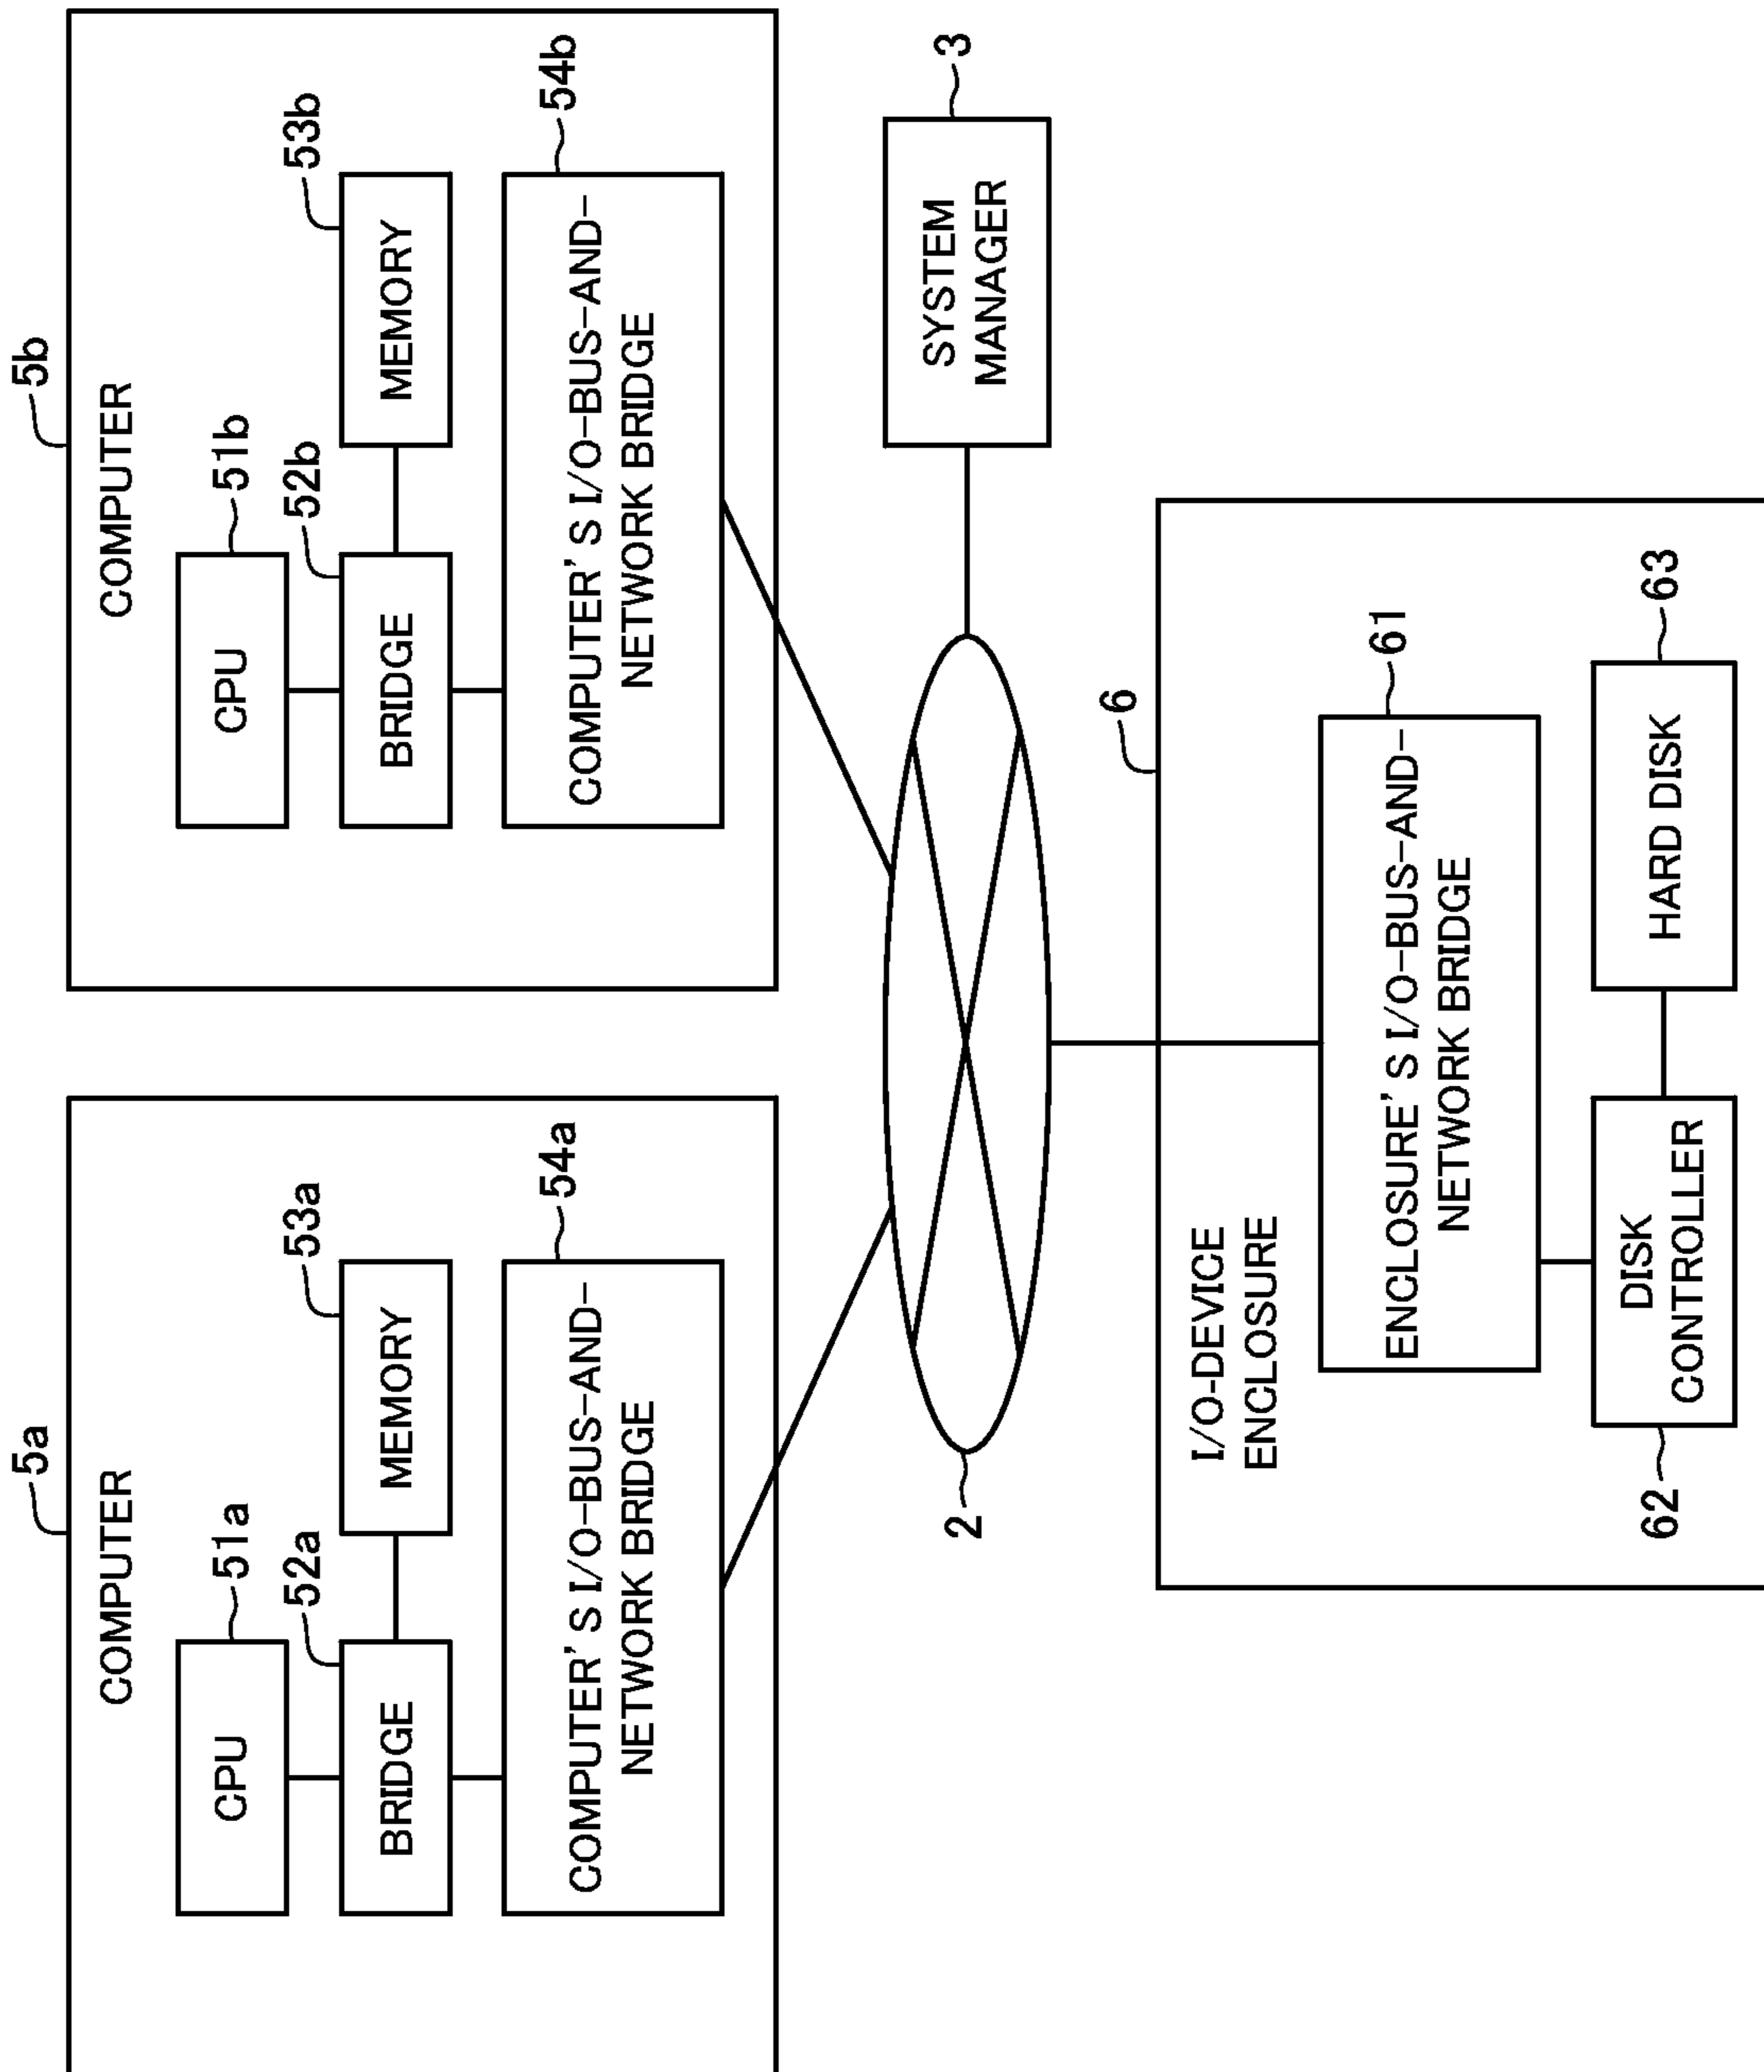 5a
COMPUTER
CPU
51a
52a
BRIDGE
53a
MEMORY
54a
COMPUTER'S I/O-BUS-AND-
NETWORK BRIDGE
5b
COMPUTER
CPU
51b
52b
BRIDGE
53b
MEMORY
54b
COMPUTER'S I/O-BUS-AND-
NETWORK BRIDGE
2
SYSTEM
MANAGER
3
6
I/O-DEVICE
ENCLOSURE
ENCLOSURE'S I/O-BUS-AND-
NETWORK BRIDGE
61
62
DISK
CONTROLLER
HARD DISK
63